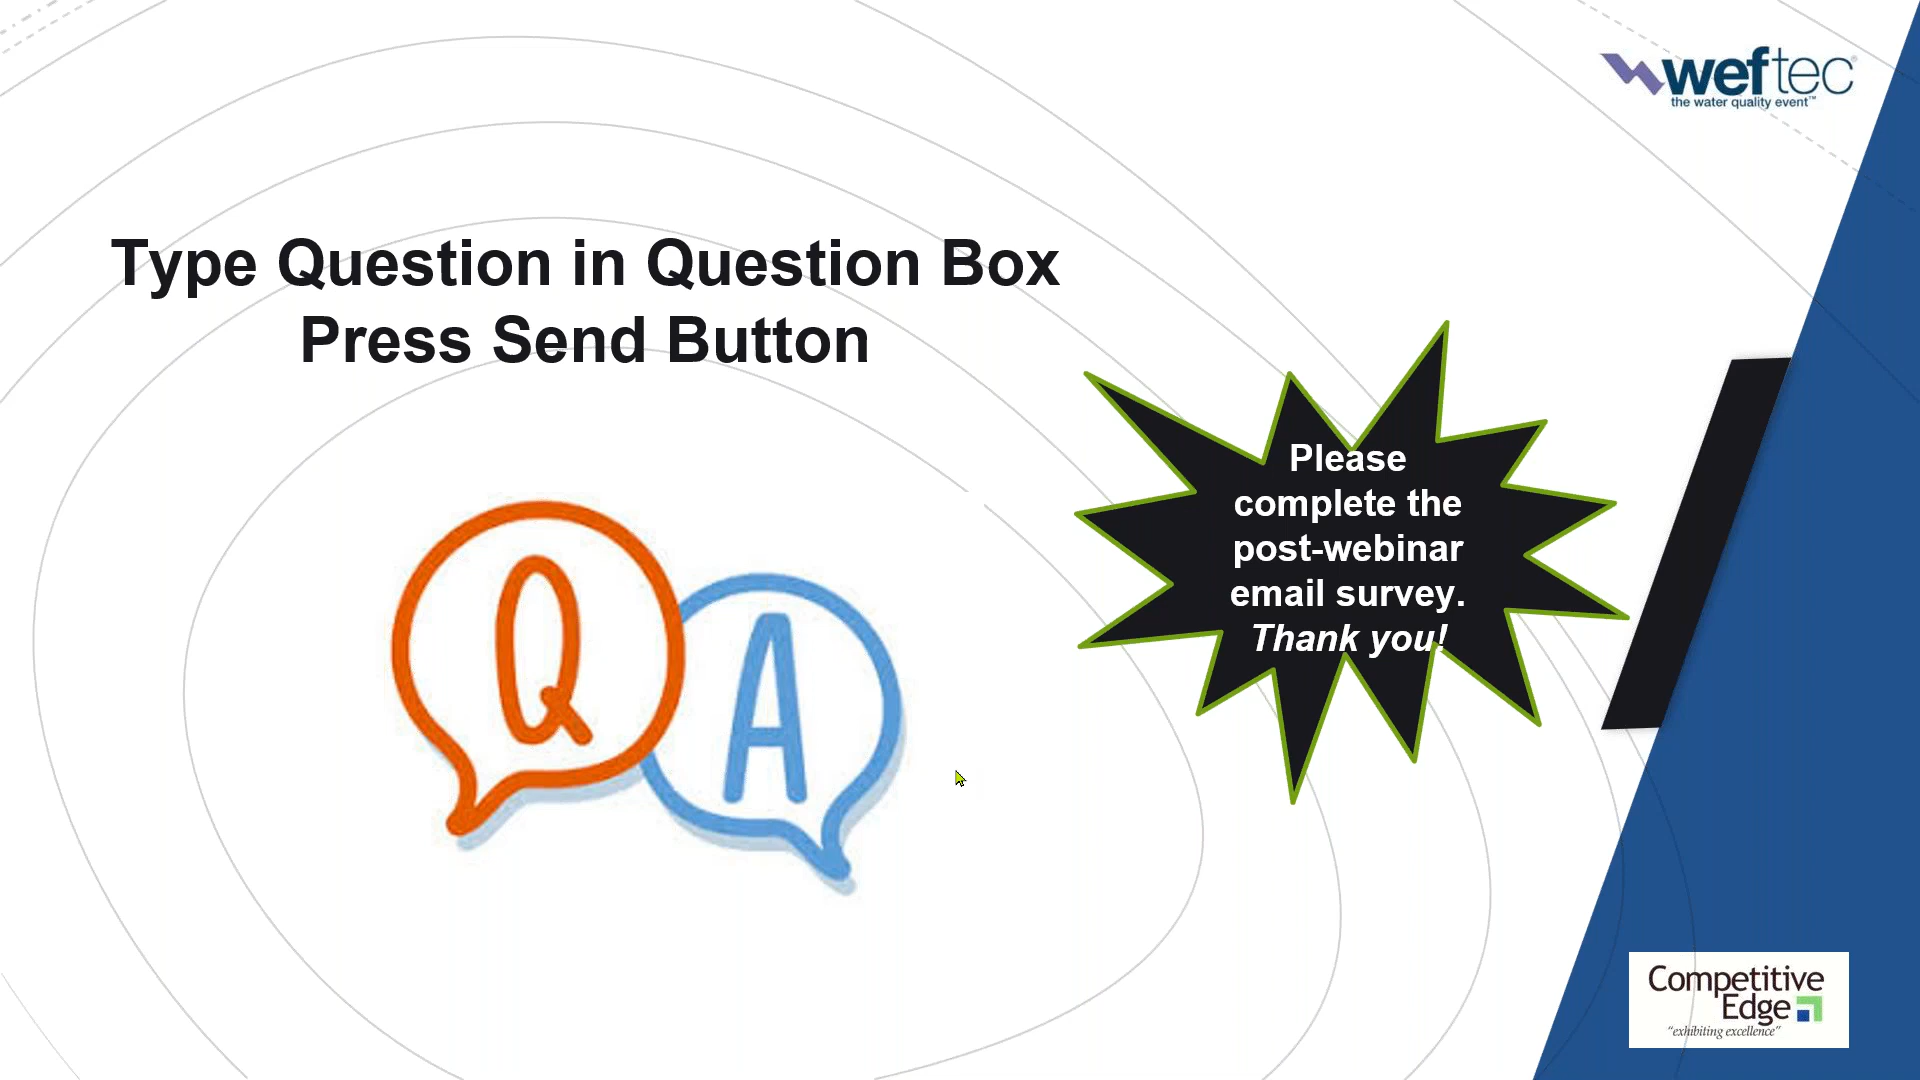 weftec®
the water quality event™
Type Question in Question Box
Press Send Button
Please
complete the
post-webinar
email survey.
Thank you!
Q
A
Competitive
Edge
"exhibiting excellence"